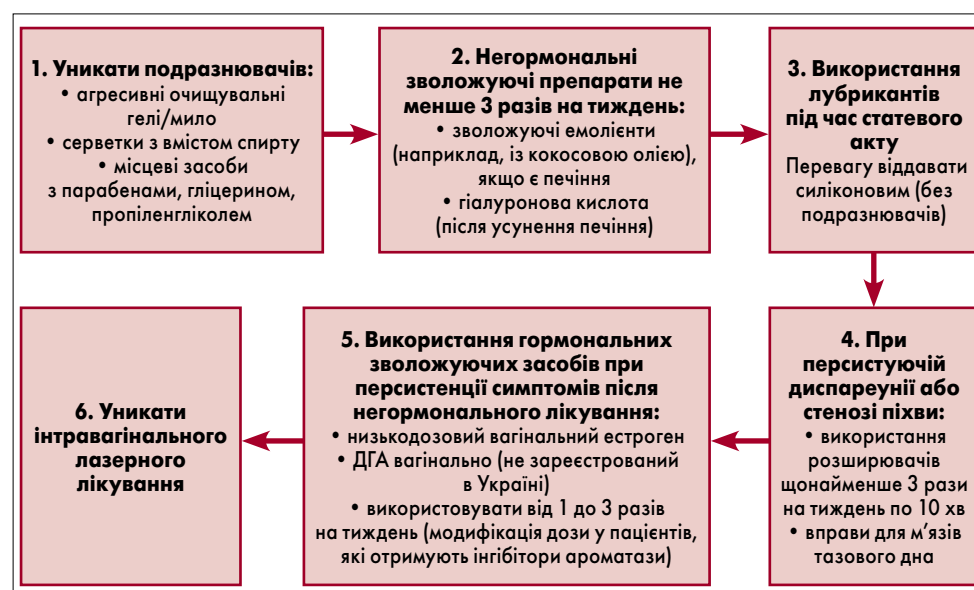 1. Уникати подразнювачів:
• агресивні очищувальні
гелі/мило
• серветки з вмістом спирту
• місцеві засоби
з парабенами, гліцерином,
пропіленгліколем
2. Негормональні
зволожуючі препарати не
менше 3 разів на тиждень:
• зволожуючі емолієнти
(наприклад, із кокосовою олією),
якщо є печіння
• гіалуронова кислота
(після усунення печіння)
3. Використання
лубрикантів
під час статевого
акту
Перевагу віддавати
силіконовим (без
подразнювачів)
4. При
персистуючій
диспареунії або
стенозі піхви:
• використання
розширювачів
щонайменше 3 рази
на тиждень по 10 хв
• вправи для м’язів
тазового дна
5. Використання гормональних
зволожуючих засобів при
персистенції симптомів після
негормонального лікування:
• низькодозовий вагінальний естроген
• ДГА вагінально (не зареєстрований
в Україні)
• використовувати від 1 до 3 разів
на тиждень (модифікація дози у пацієнтів,
які отримують інгібітори ароматази)
6. Уникати
інтравагінального
лазерного
лікування